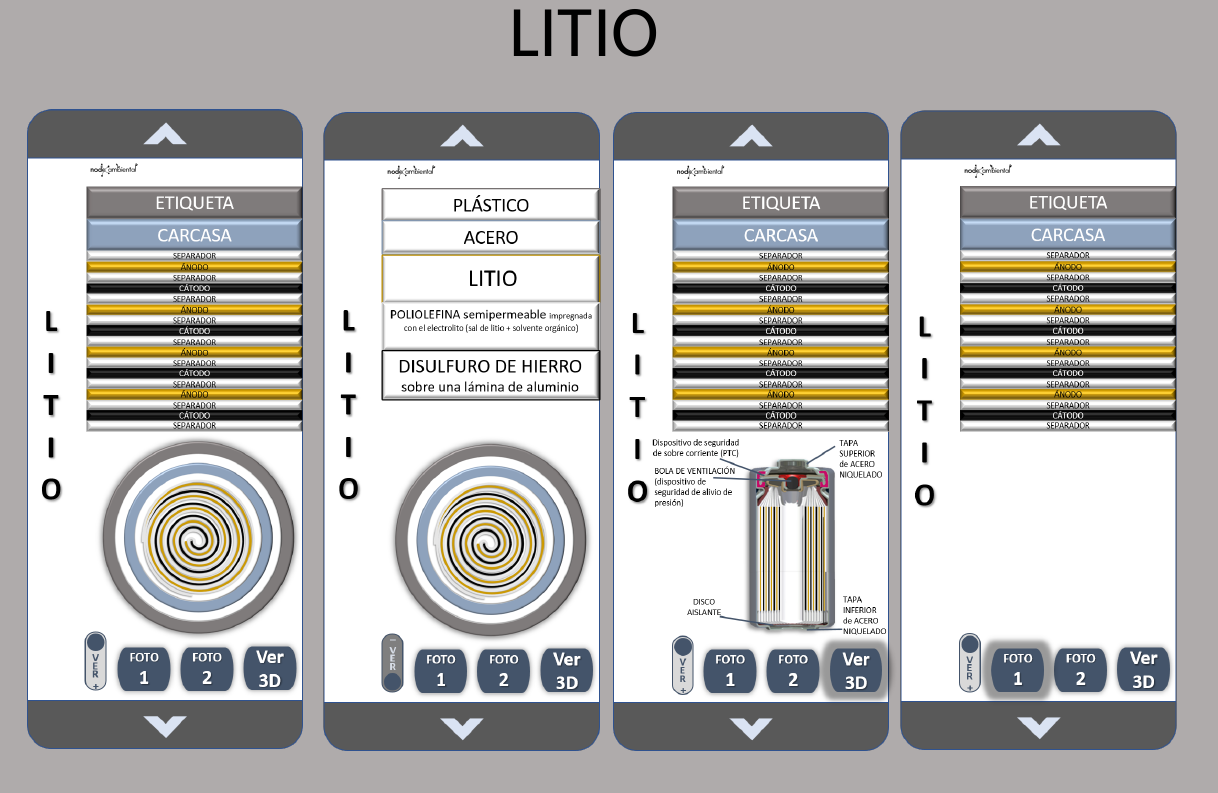 LITIO
nodo ambiental
ETIQUETA
CARCASA
SEPARADOR
ÁNODO
SEPARADOR
CÁTODO
SEPARADOR
ÁNODO
SEPARADOR
CÁTODO
SEPARADOR
ÁNODO
SEPARADOR
CÁTODO
SEPARADOR
ÁNODO
SEPARADOR
CÁTODO
SEPARADOR
L
I
T
I
O
VER +
FOTO
1
FOTO
2
Ver
3D
nodo ambiental
PLÁSTICO
ACERO
LITIO
POLIOLEFINA semipermeable impregnada
con el electrolito (sal de litio + solvente orgánico)
DISULFURO DE HIERRO
sobre una lámina de aluminio
L
I
T
I
O
– VER
FOTO
1
FOTO
2
Ver
3D
nodo ambiental
ETIQUETA
CARCASA
SEPARADOR
ÁNODO
SEPARADOR
CÁTODO
SEPARADOR
ÁNODO
SEPARADOR
CÁTODO
SEPARADOR
ÁNODO
SEPARADOR
CÁTODO
SEPARADOR
ÁNODO
SEPARADOR
CÁTODO
SEPARADOR
L
I
T
I
O
Dispositivo de seguridad
de sobre corriente (PTC)
BOLA DE VENTILACIÓN
(dispositivo de
seguridad de alivio de
presión)
TAPA
SUPERIOR
de ACERO
NIQUELADO
DISCO
AISLANTE
TAPA
INFERIOR
de ACERO
NIQUELADO
VER +
FOTO
1
FOTO
2
Ver
3D
nodo ambiental
ETIQUETA
CARCASA
SEPARADOR
ÁNODO
SEPARADOR
CÁTODO
SEPARADOR
ÁNODO
SEPARADOR
CÁTODO
SEPARADOR
ÁNODO
SEPARADOR
CÁTODO
SEPARADOR
ÁNODO
SEPARADOR
CÁTODO
SEPARADOR
L
I
T
I
O
VER +
FOTO
1
FOTO
2
Ver
3D